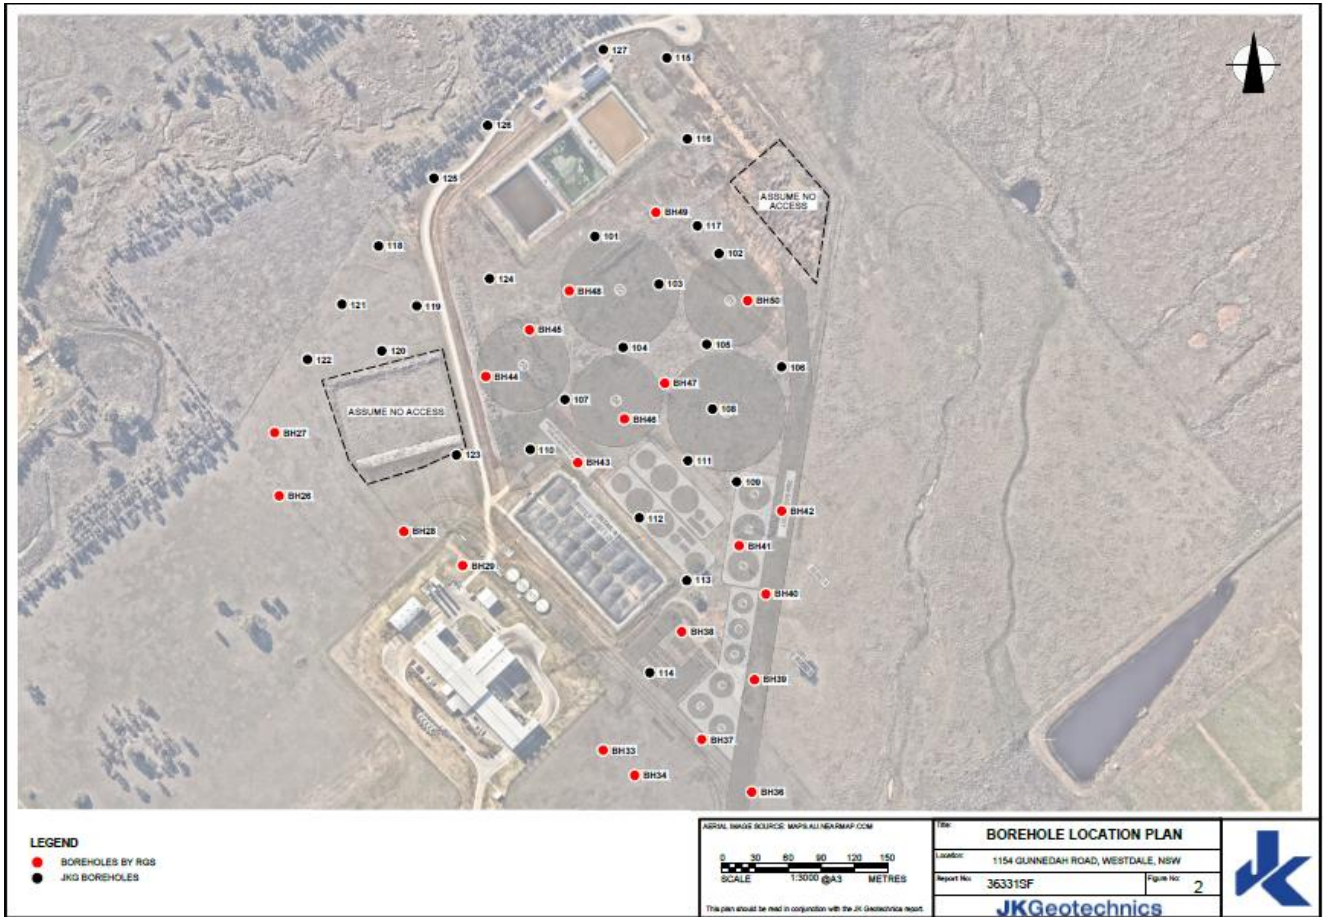 127
115
126
116
125
ASSUME NO
ACCESS
BH49
117
101
118
102
124
103
BH48
BH50
121
119
BH45
104
105
120
122
106
BH44
BH47
107
108
ASSUME NO ACCESS
BH46
BH27
110
123
111
BH43
109
BH26
BH42
112
BH28
BH41
BH29
113
BH40
BH38
114
BH39
BH37
BH33
BH34
BH36
LEGEND
BOREHOLES BY RGS
JKG BOREHOLES
AERIAL IMAGE SOURCE: MAPS.AU.NEARMAP.COM
0 30 60 90 120 150
SCALE 1:3000 @A3 METRES
This plan should be read in conjunction with the JK Geotechnics report.
Title:
BOREHOLE LOCATION PLAN
Location:
1154 GUNNEDAH ROAD, WESTDALE, NSW
Report No:
36331SF
Figure No:
2
JKGeotechnics
JK